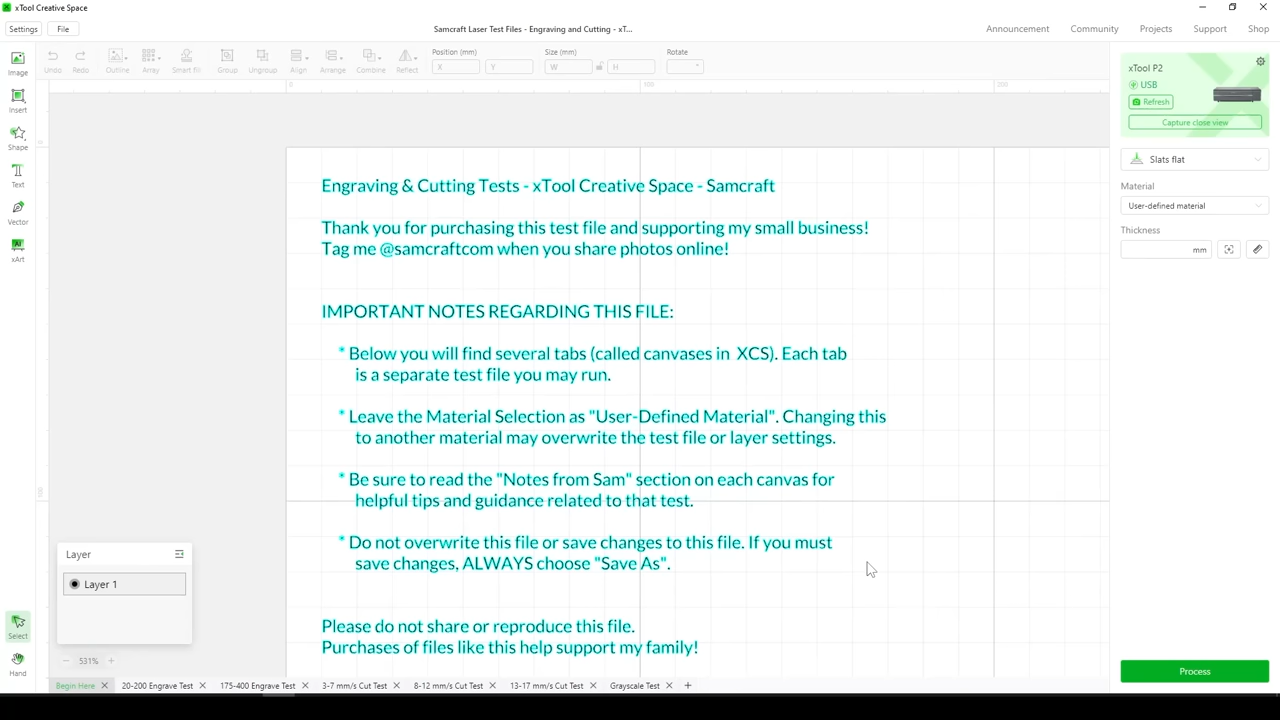 xTool Creative Space
Settings
File
Samcraft Laser Test Files - Engraving and Cutting - xT...
Announcement
Community
Projects
Support
Shop
Image
Insert
Shape
Text
Vector
Ai
xArt
Undo
Redo
Outline
Array
Smart fill
Group
Ungroup
Align
Arrange
Combine
Reflect
Position (mm)
X
Y
Size (mm)
W
H
Rotate
°
0
100
200
Engraving & Cutting Tests - xTool Creative Space - Samcraft
Thank you for purchasing this test file and supporting my small business!
Tag me @samcraftcom when you share photos online!
IMPORTANT NOTES REGARDING THIS FILE:
* Below you will find several tabs (called canvases in XCS). Each tab
is a separate test file you may run.
* Leave the Material Selection as "User-Defined Material". Changing this
to another material may overwrite the test file or layer settings.
* Be sure to read the "Notes from Sam" section on each canvas for
helpful tips and guidance related to that test.
* Do not overwrite this file or save changes to this file. If you must
save changes, ALWAYS choose "Save As".
Please do not share or reproduce this file.
Purchases of files like this help support my family!
Layer
Layer 1
Select
Hand
531%
Begin Here
20-200 Engrave Test
175-400 Engrave Test
3-7 mm/s Cut Test
8-12 mm/s Cut Test
13-17 mm/s Cut Test
Grayscale Test
xTool P2
USB
Refresh
Capture close view
Slats flat
Material
User-defined material
Thickness
mm
Process